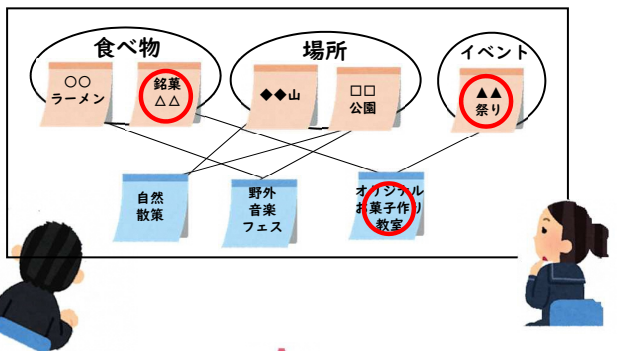 食べ物
場所
イベント
○○
ラーメン
銘菓
△△
◆◆山
□□
公園
▲▲
祭り
自然
散策
野外
音楽
フェス
オリジナル
お菓子作り
教室